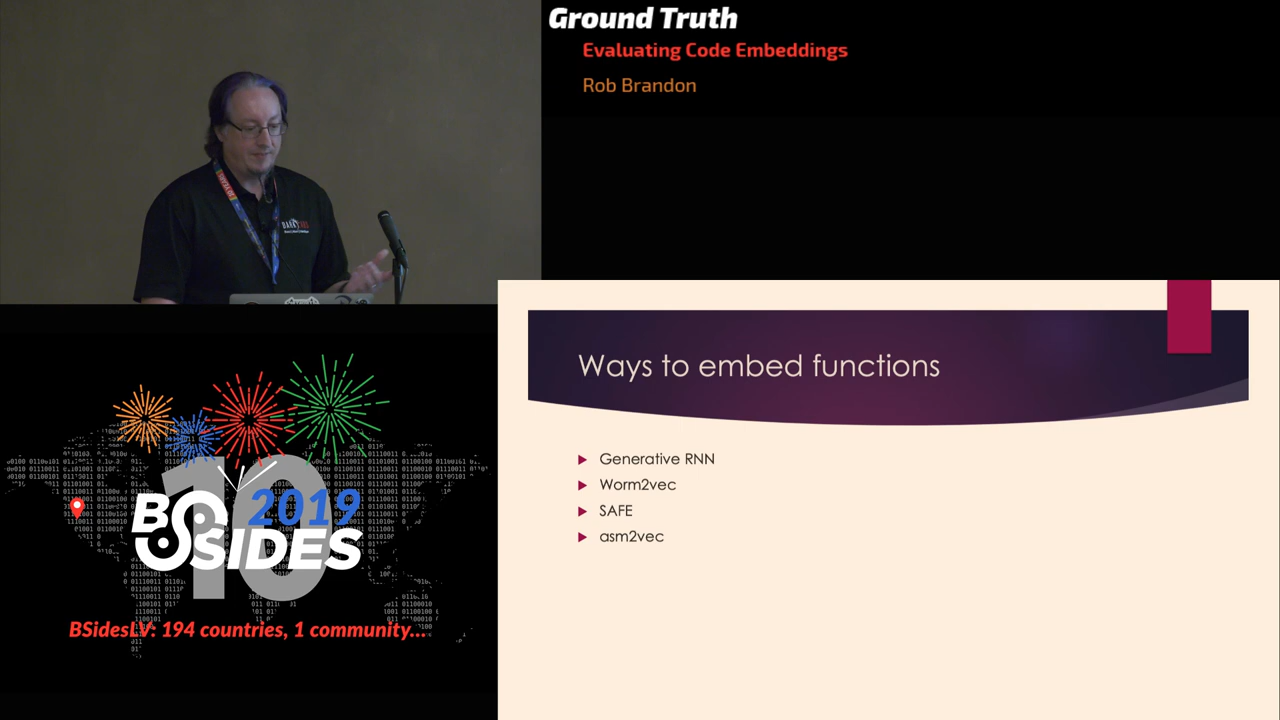 Ground Truth
Evaluating Code Embeddings
Rob Brandon
Ways to embed functions
Generative RNN
Worm2vec
SAFE
asm2vec
10
2019
BSIDES
BSidesLV: 194 countries, 1 community...